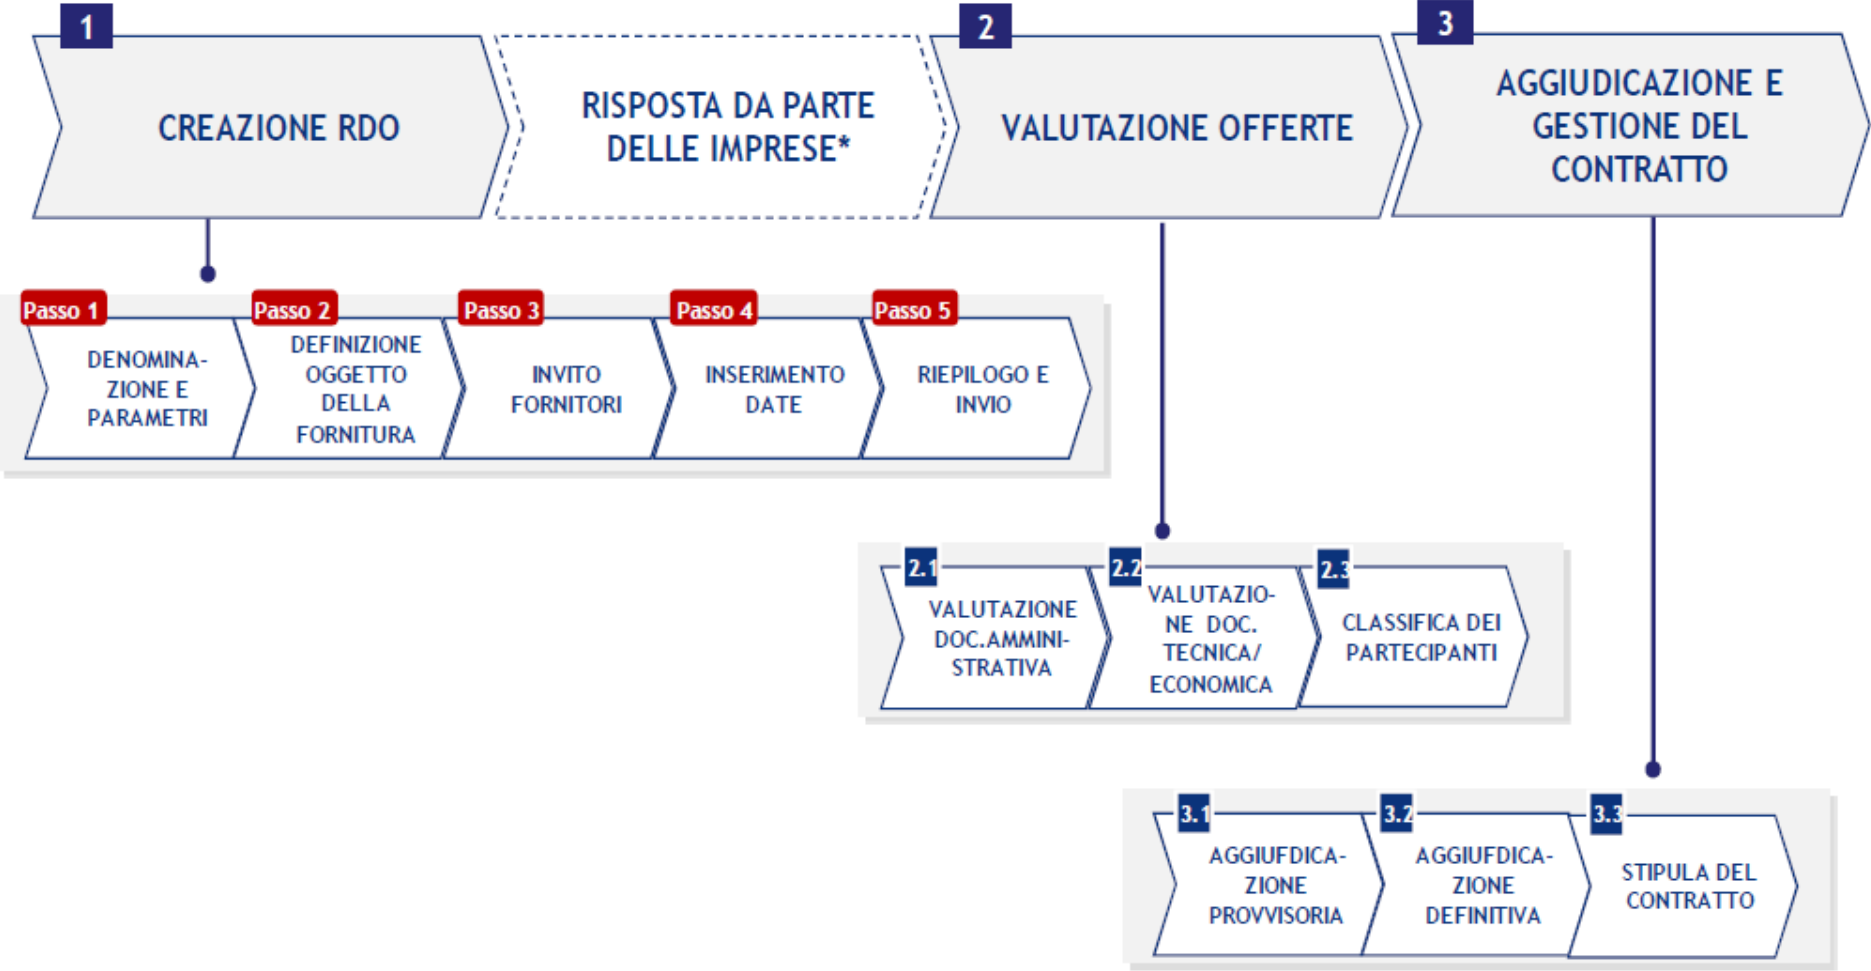 1
CREAZIONE RDO
RISPOSTA DA PARTE
DELLE IMPRESE*
2
VALUTAZIONE OFFERTE
3
AGGIUDICAZIONE E
GESTIONE DEL
CONTRATTO
Passo 1
DENOMINA-
ZIONE E
PARAMETRI
Passo 2
DEFINIZIONE
OGGETTO
DELLA
FORNITURA
Passo 3
INVITO
FORNITORI
Passo 4
INSERIMENTO
DATE
Passo 5
RIEPILOGO E
INVIO
2.1
VALUTAZIONE
DOC.AMMINI-
STRATIVA
2.2
VALUTAZIO-
NE DOC.
TECNICA/
ECONOMICA
2.3
CLASSIFICA DEI
PARTECIPANTI
3.1
AGGIUFDICA-
ZIONE
PROVVISORIA
3.2
AGGIUFDICA-
ZIONE
DEFINITIVA
3.3
STIPULA DEL
CONTRATTO